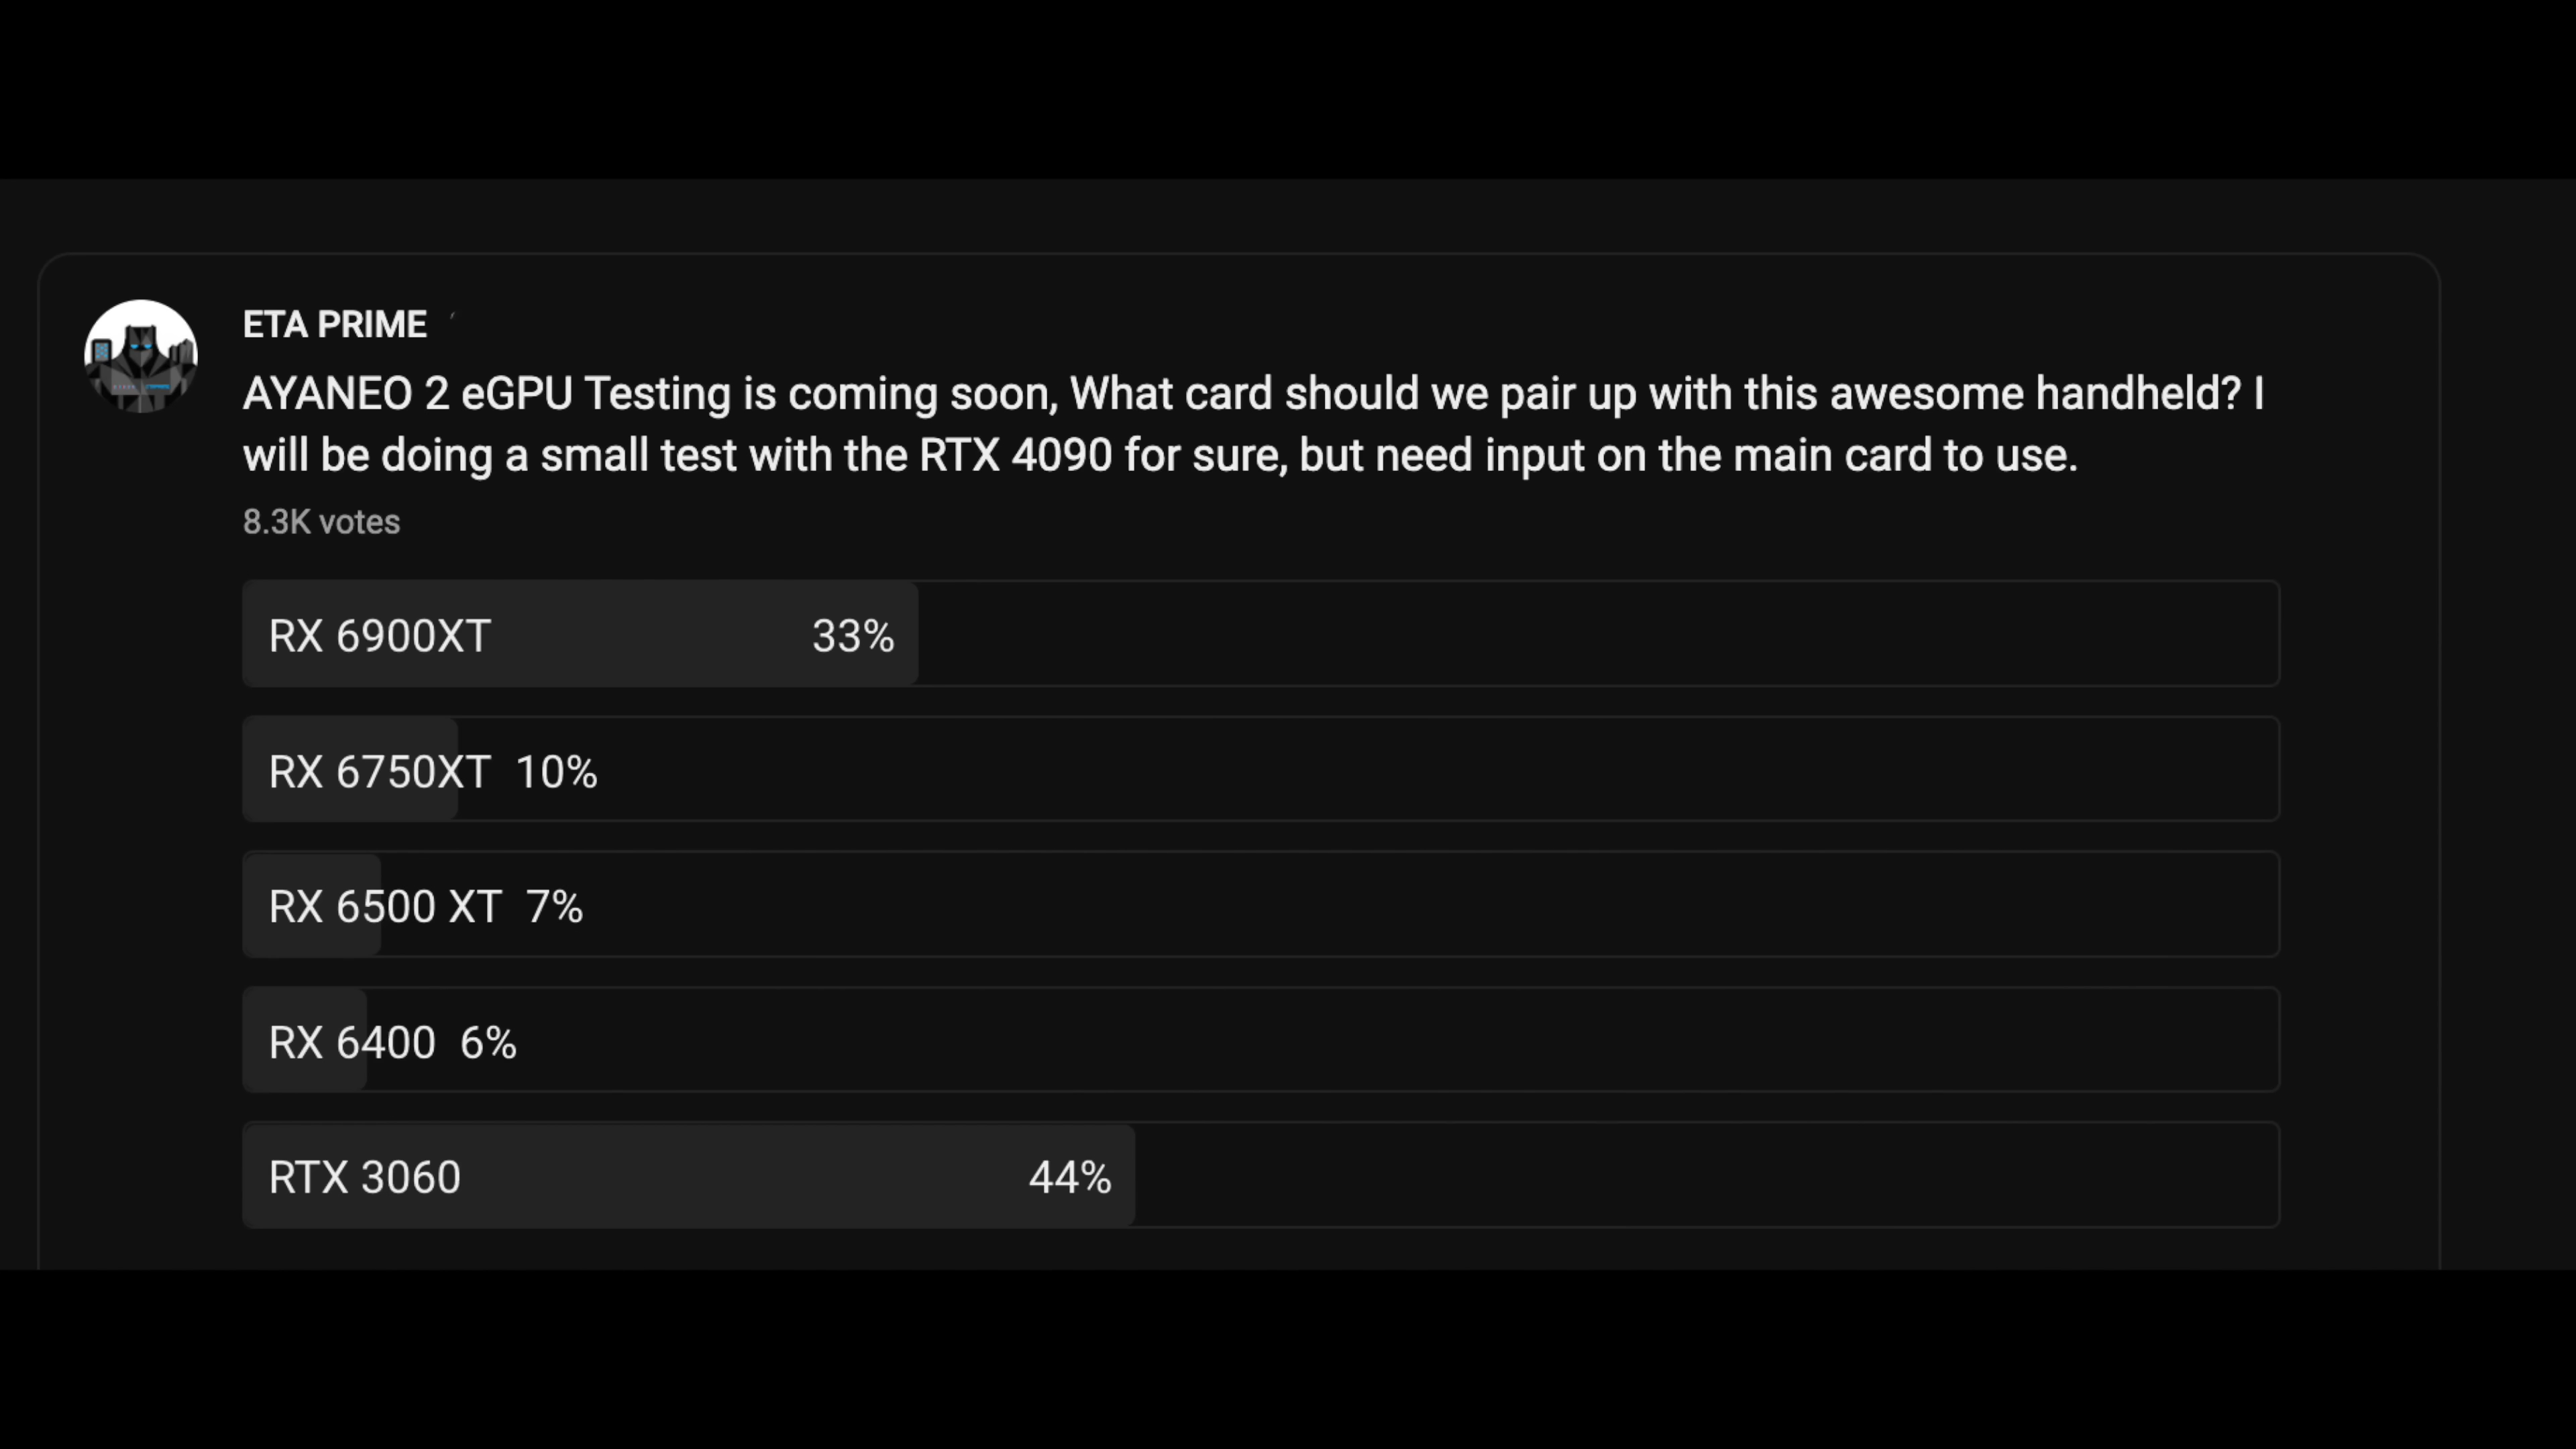 ETA PRIME
AYANEO 2 eGPU Testing is coming soon, What card should we pair up with this awesome handheld? I
will be doing a small test with the RTX 4090 for sure, but need input on the main card to use.
8.3K votes
RX 6900XT 33%
RX 6750XT 10%
RX 6500 XT 7%
RX 6400 6%
RTX 3060 44%